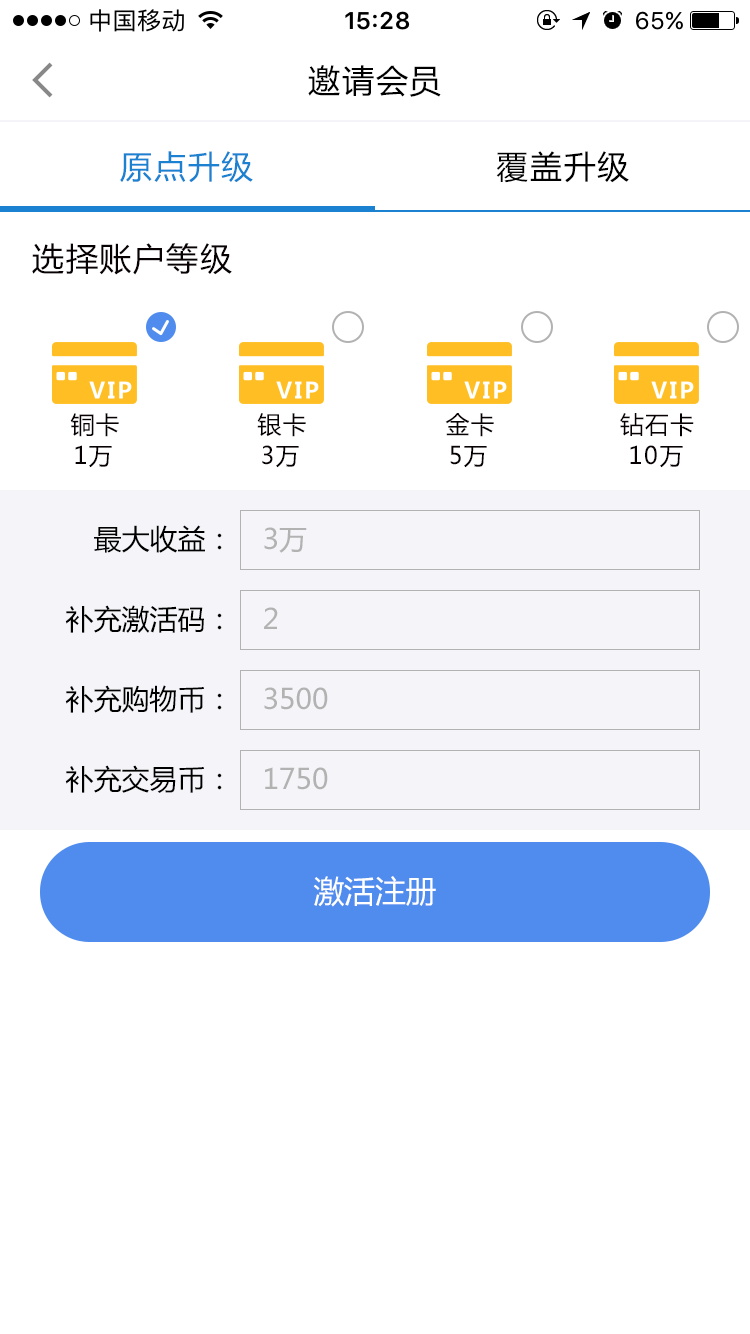 中国移动 15:28 65%
邀请会员
原点升级 覆盖升级
选择账户等级
VIP VIP VIP VIP
铜卡 银卡 金卡 钻石卡
1万 3万 5万 10万
最大收益： 3万
补充激活码： 2
补充购物币： 3500
补充交易币： 1750
激活注册